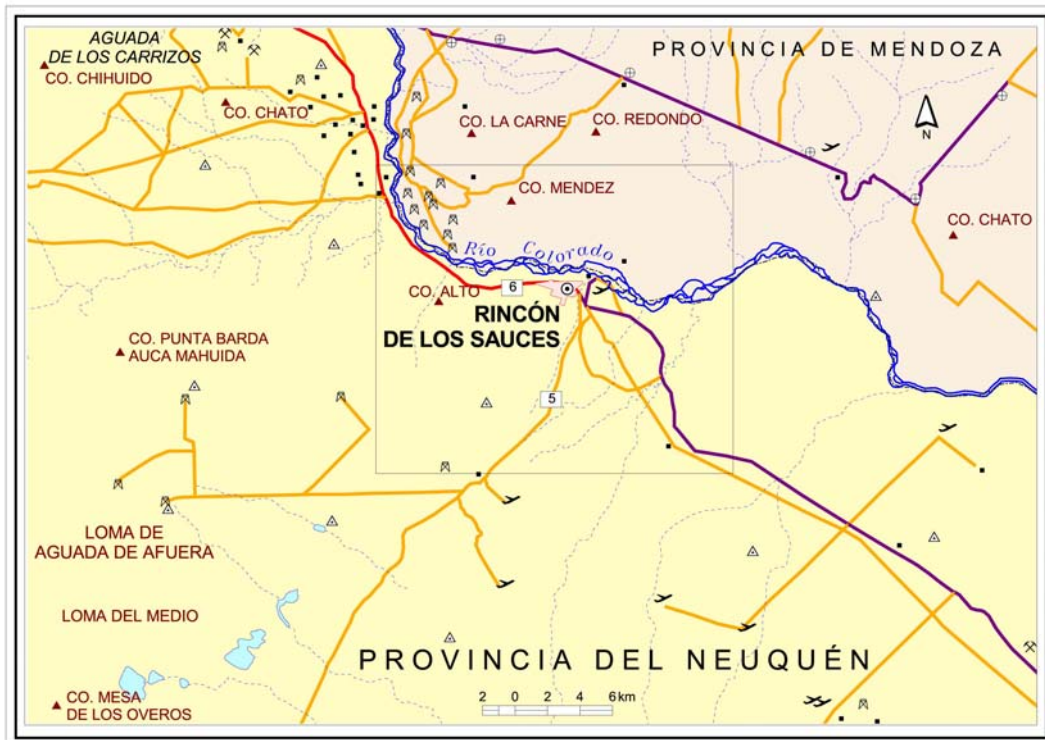 AGUADA
DE LOS CARRIZOS
CO. CHIHUIDO
CO. CHATO
PROVINCIA DE MENDOZA
N
CO. LA CARNE
CO. REDONDO
CO. MENDEZ
CO. CHATO
Río Colorado
CO. ALTO
6
RINCÓN
DE LOS SAUCES
CO. PUNTA BARDA
AUCA MAHUIDA
5
LOMA DE
AGUADA DE AFUERA
LOMA DEL MEDIO
PROVINCIA DEL NEUQUÉN
CO. MESA
DE LOS OVEROS
2 0 2 4 6 km